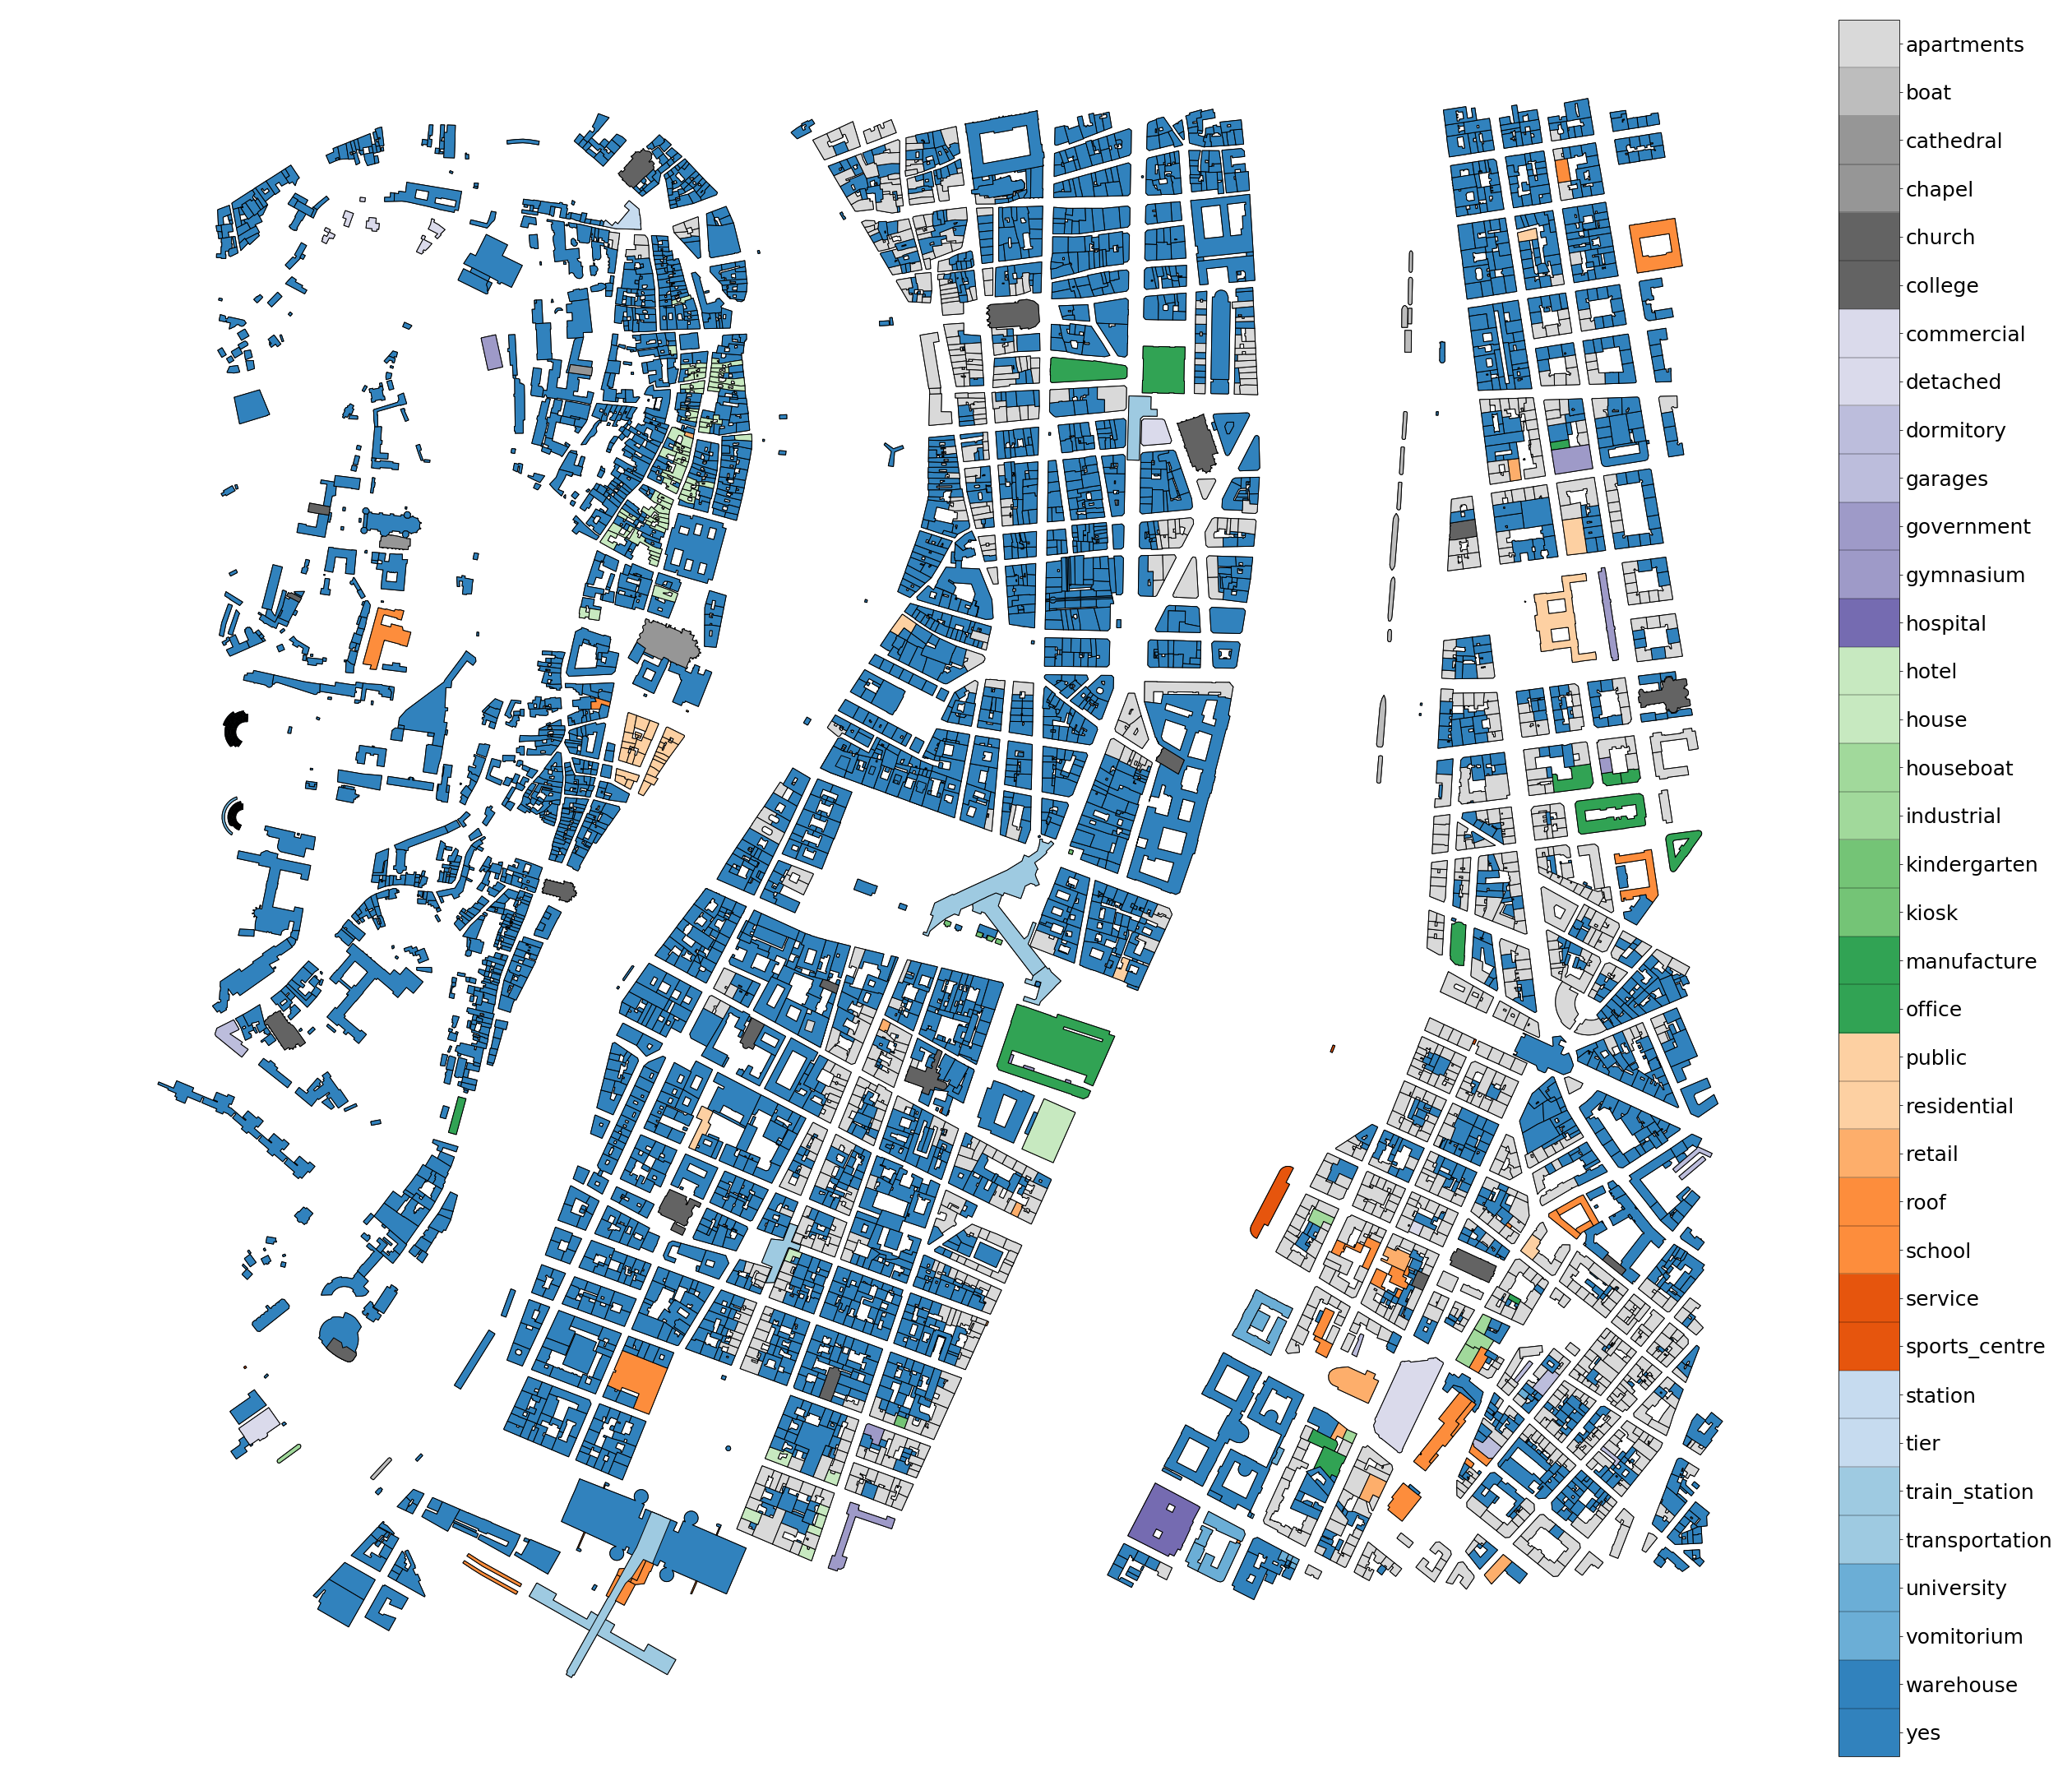 apartments
boat
cathedral
chapel
church
college
commercial
detached
dormitory
garages
government
gymnasium
hospital
hotel
house
houseboat
industrial
kindergarten
kiosk
manufacture
office
public
residential
retail
roof
school
service
sports_centre
station
tier
train_station
transportation
university
vomitorium
warehouse
yes